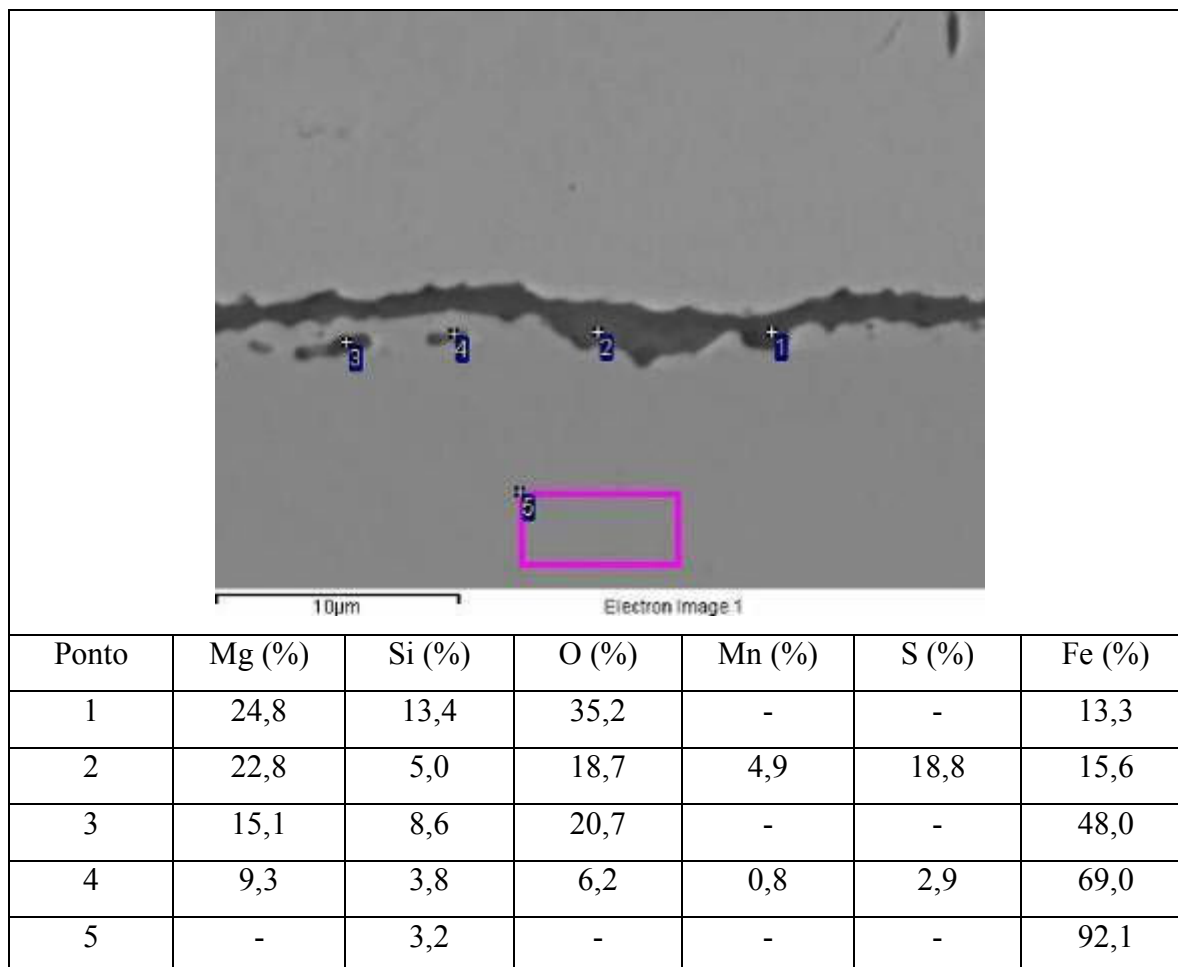 3
4
2
1
5
10µm Electron Image 1
Ponto Mg (%) Si (%) O (%) Mn (%) S (%) Fe (%)
1 24,8 13,4 35,2 - - 13,3
2 22,8 5,0 18,7 4,9 18,8 15,6
3 15,1 8,6 20,7 - - 48,0
4 9,3 3,8 6,2 0,8 2,9 69,0
5 - 3,2 - - - 92,1